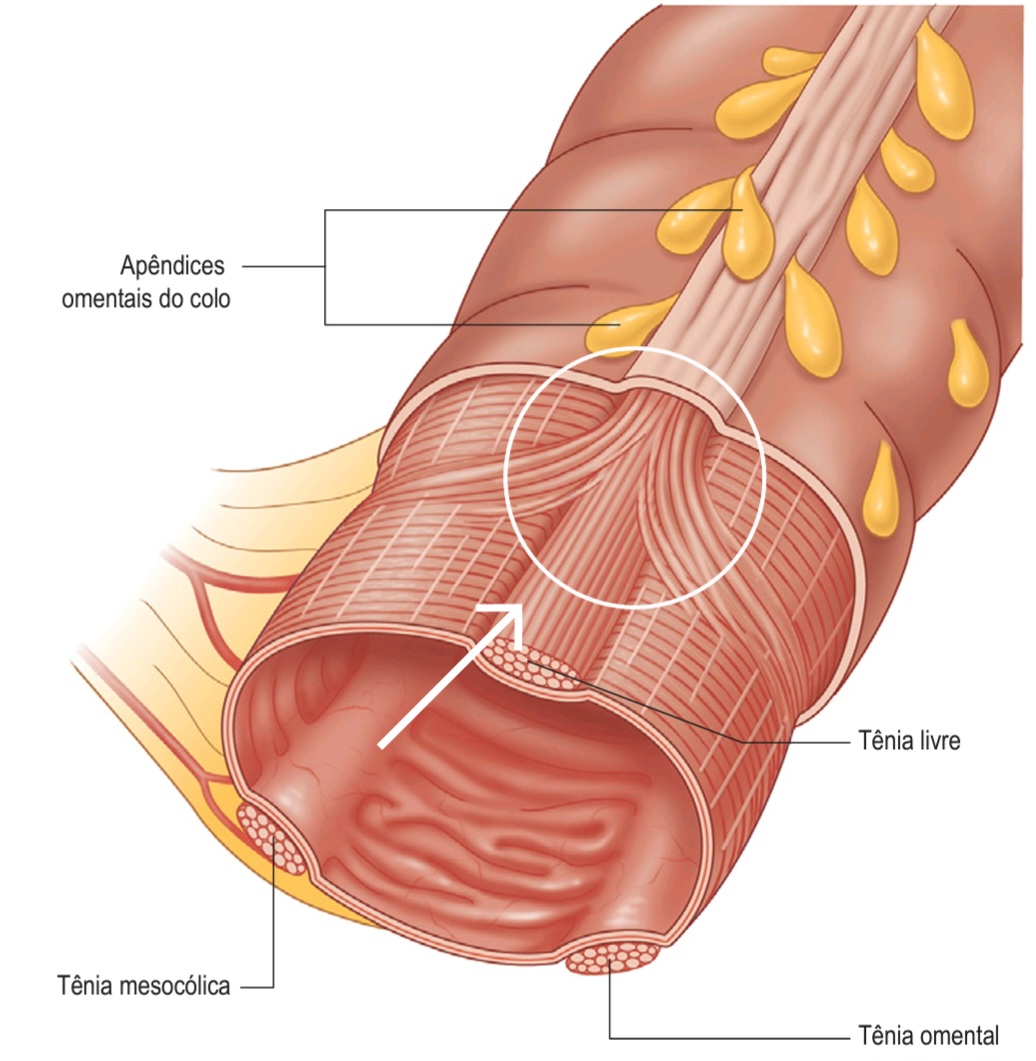 Apêndices
omentais do colo
Tênia livre
Tênia mesocólica
Tênia omental